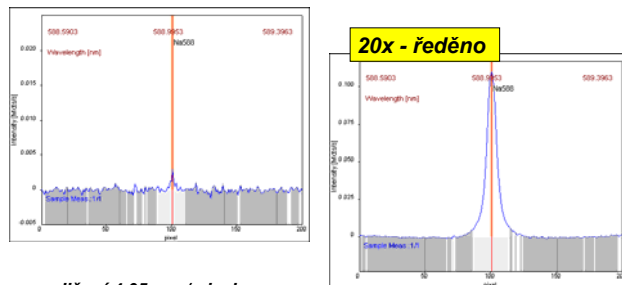 588.5903 588.9953 589.3963
Na588
Wavelength [nm]
0.020
0.015
0.010
0.005
0
-0.005
Intensity
Sample Meas.:1/1
0 50 100 150 200
pixel
20x - ředěno
588.5903 588.9953 589.3963
Na588
Wavelength [nm]
0.100
0.075
0.050
0.025
0
Intensity
Sample Meas.:1/1
0 50 100 150
pixel